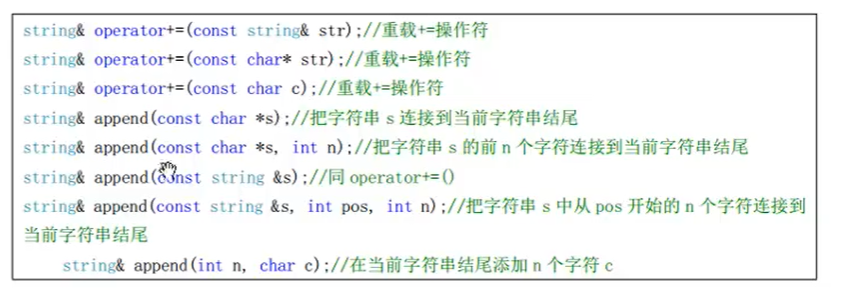 string& operator+=(const string& str);//重载+=操作符
string& operator+=(const char* str);//重载+=操作符
string& operator+=(const char c);//重载+=操作符
string& append(const char *s);//把字符串 s 连接到当前字符串结尾
string& append(const char *s, int n);//把字符串 s 的前 n 个字符连接到当前字符串结尾
string& append(const string &s);//同 operator+=()
string& append(const string &s, int pos, int n);//把字符串 s 中从 pos 开始的 n 个字符连接到
当前字符串结尾
string& append(int n, char c);//在当前字符串结尾添加 n 个字符 c